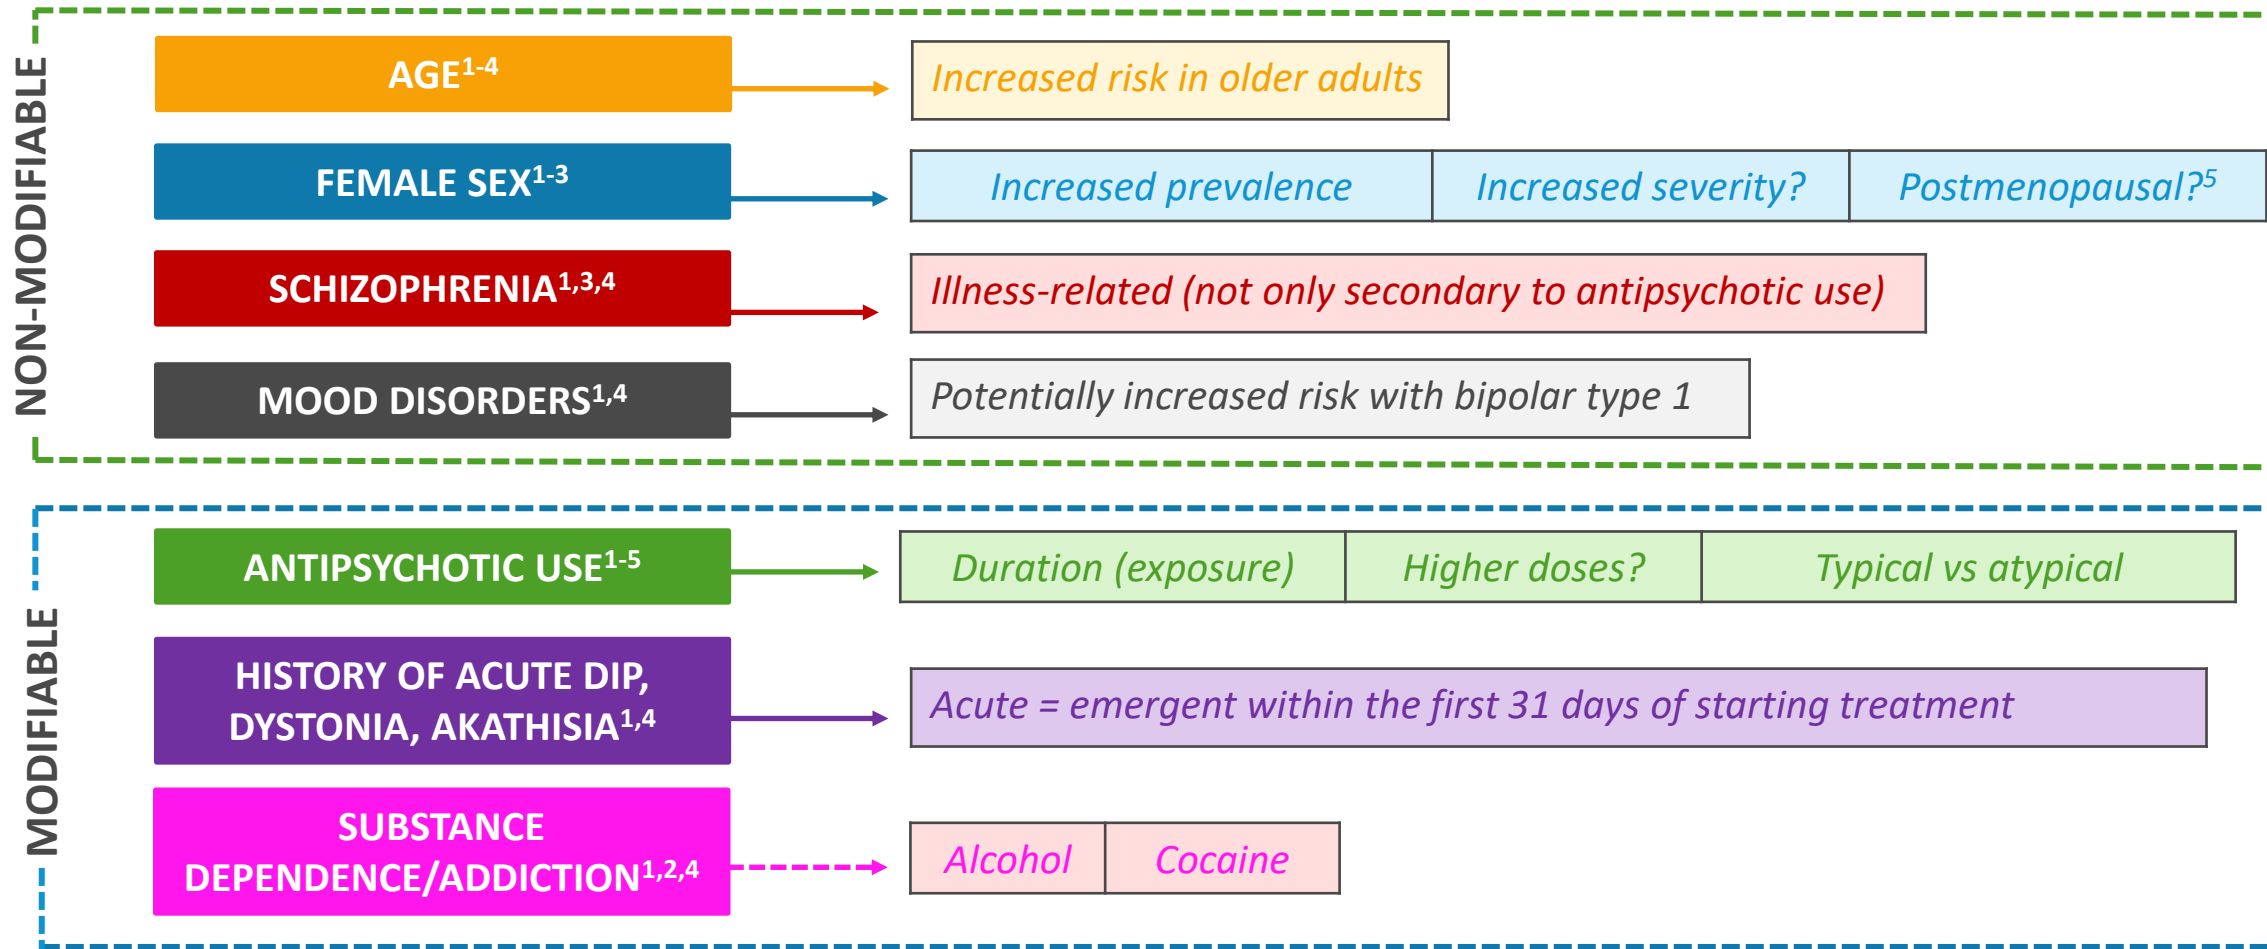 NON-MODIFIABLE
AGE1-4
Increased risk in older adults
FEMALE SEX1-3
Increased prevalence
Increased severity?
Postmenopausal?5
SCHIZOPHRENIA1,3,4
Illness-related (not only secondary to antipsychotic use)
MOOD DISORDERS1,4
Potentially increased risk with bipolar type 1
MODIFIABLE
ANTIPSYCHOTIC USE1-5
Duration (exposure)
Higher doses?
Typical vs atypical
HISTORY OF ACUTE DIP,
DYSTONIA, AKATHISIA1,4
Acute = emergent within the first 31 days of starting treatment
SUBSTANCE
DEPENDENCE/ADDICTION1,2,4
Alcohol
Cocaine